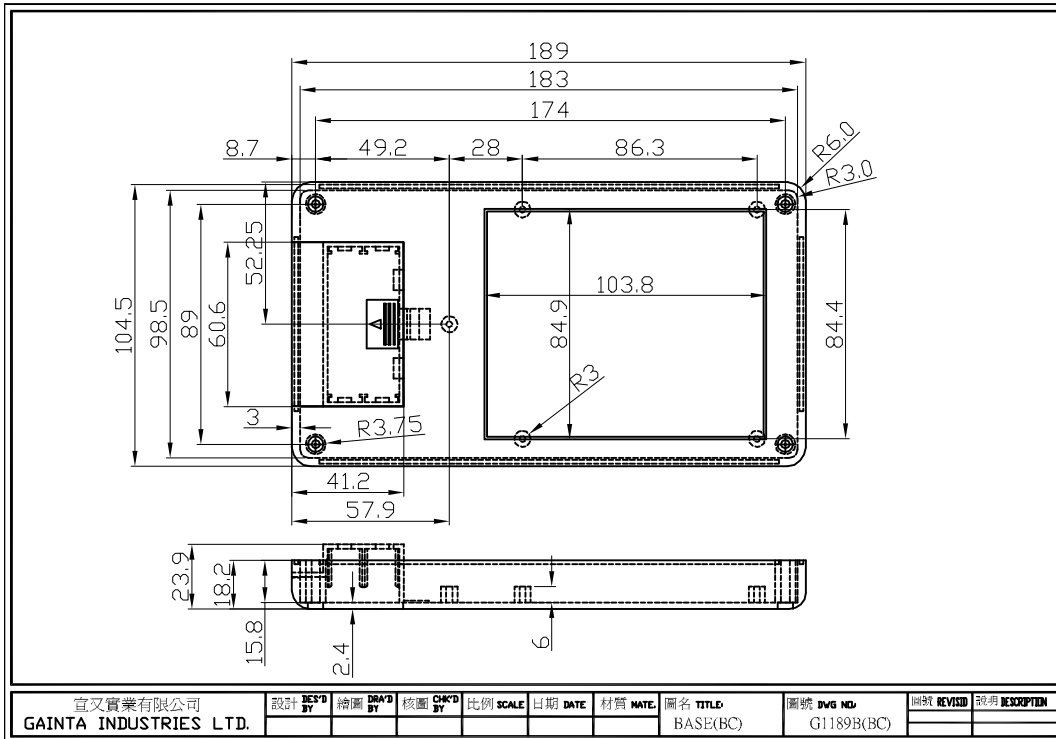 189
183
174
8.7
49.2
28
86.3
R6.0
R3.0
52.25
104.5
98.5
89
60.6
103.8
84.9
84.4
R3
3
R3.75
41.2
57.9
23.9
18.2
15.8
2.4
6
宣又實業有限公司
GAINTA INDUSTRIES LTD.
設計 DES'D BY
繪圖 DRA'D BY
核圖 CHK'D BY
比例 SCALE
日期 DATE
材質 MATE.
圖名 TITLE:
BASE(BC)
圖號 DWG NO.:
G1189B(BC)
圖號 REVISID
說明 DESCRIPTION